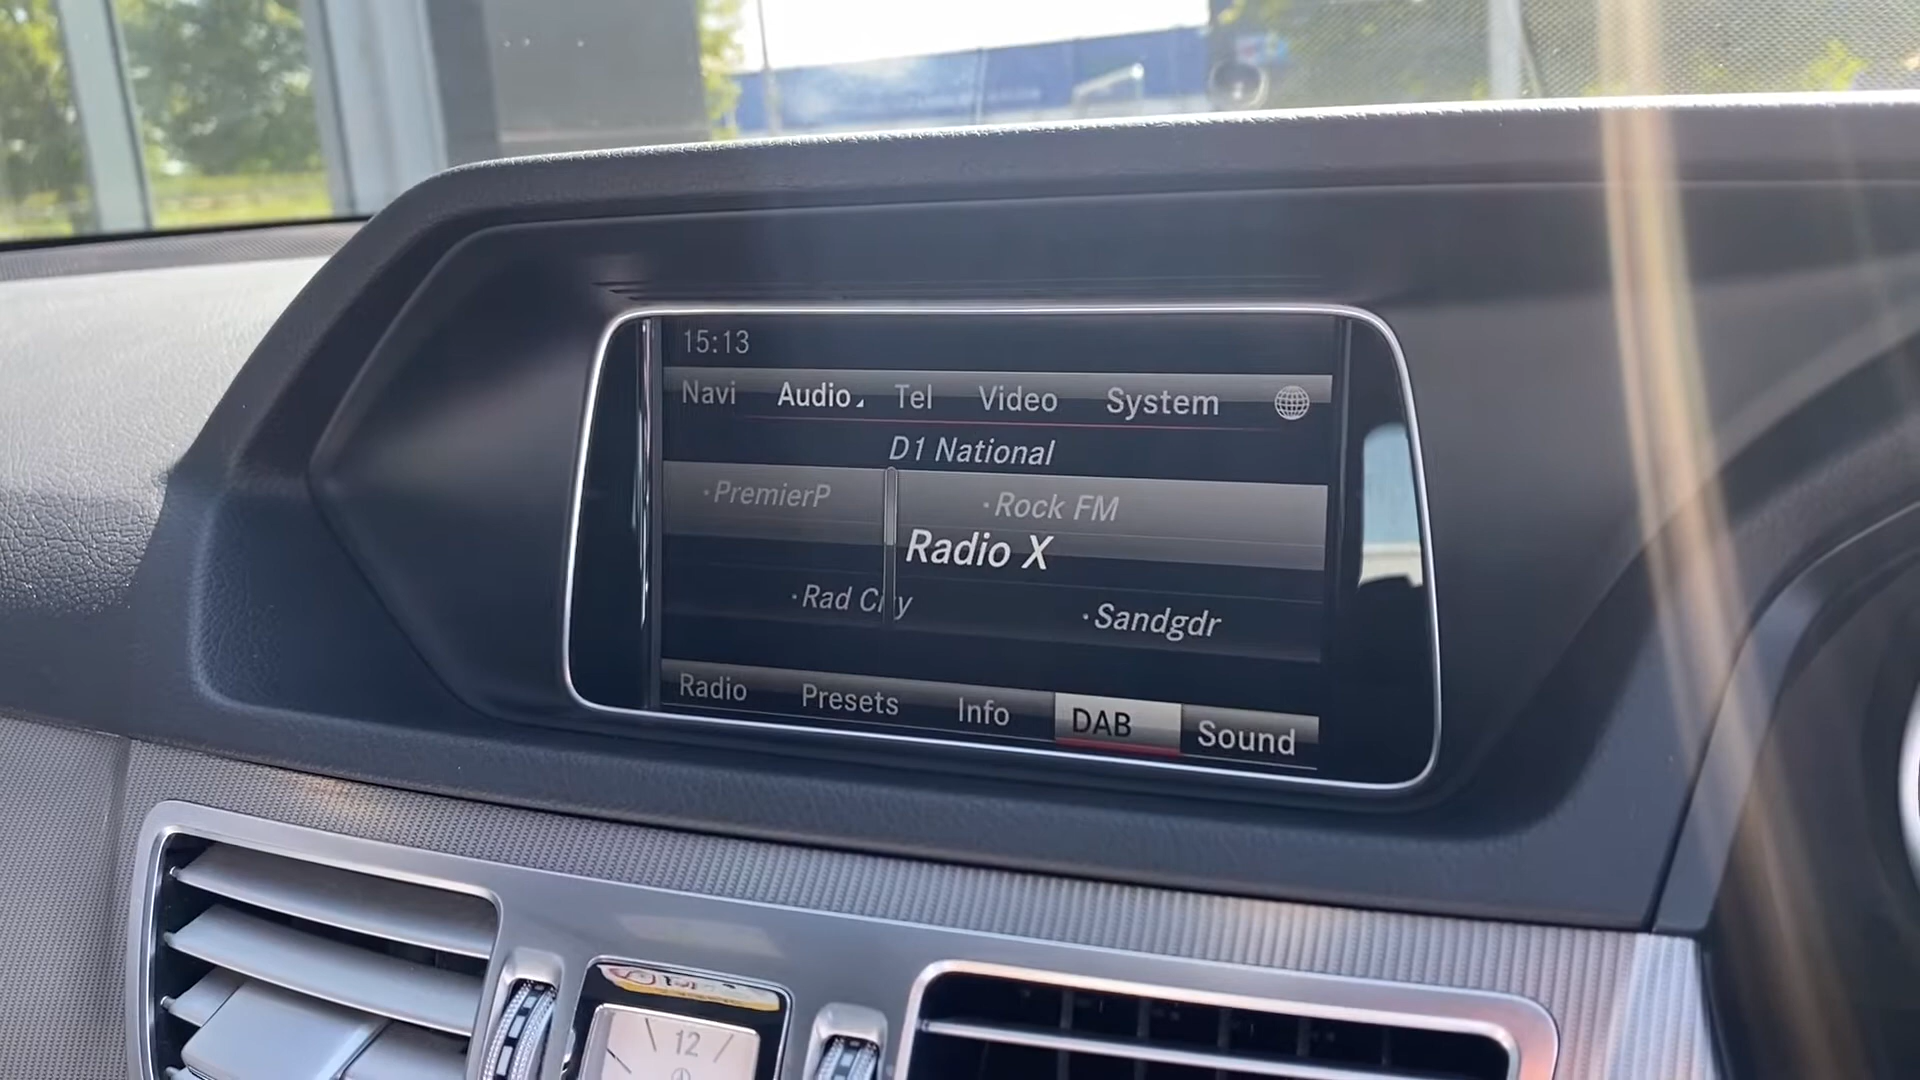 15:13
Navi Audio Tel Video System
D1 National
·PremierP ·Rock FM
Radio X
·Rad City ·Sandgdr
Radio Presets Info DAB Sound
12